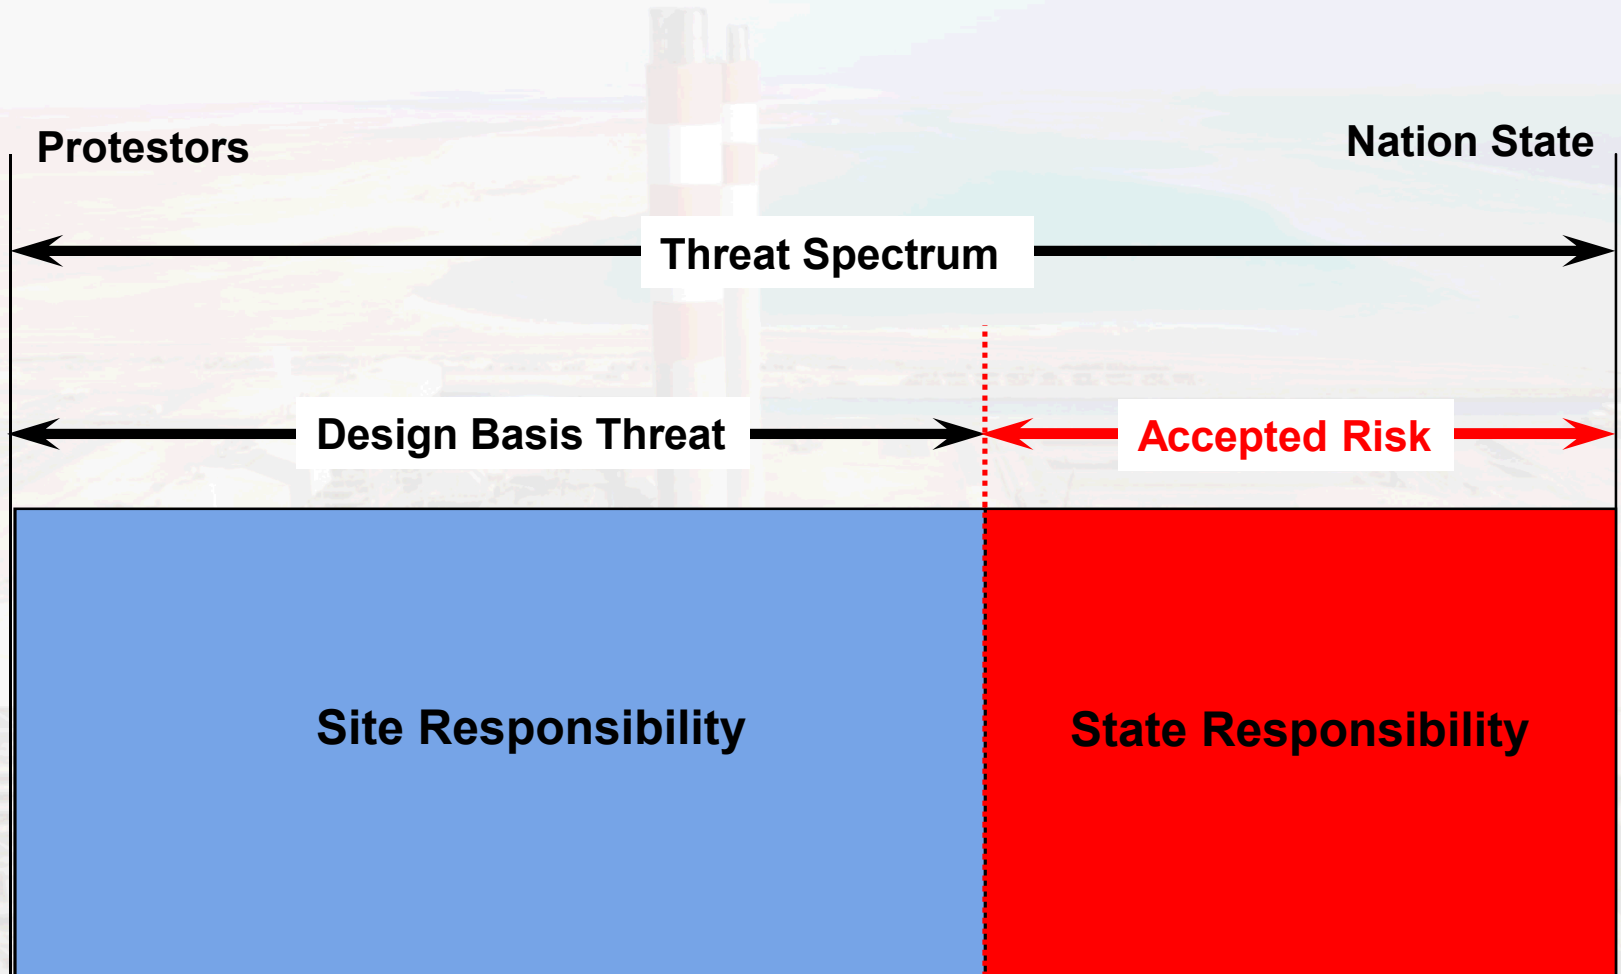 Protestors
Nation State
Threat Spectrum
Design Basis Threat
Accepted Risk
Site Responsibility
State Responsibility